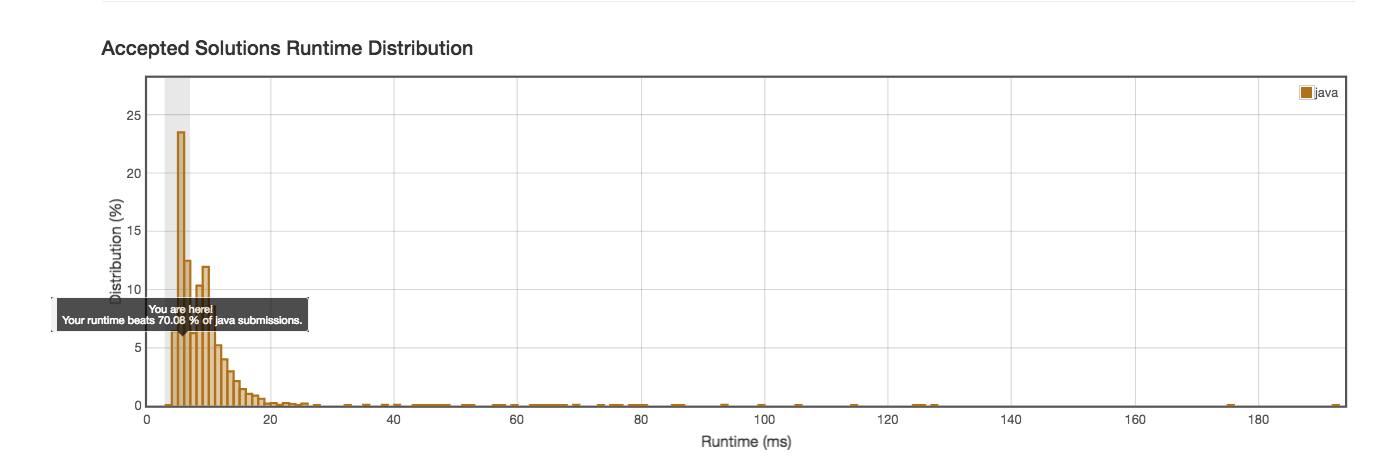 Accepted Solutions Runtime Distribution
java
25
20
15
10
5
0
Distribution (%)
You are here!
Your runtime beats 70.08 % of java submissions.
0 20 40 60 80 100 120 140 160 180
Runtime (ms)